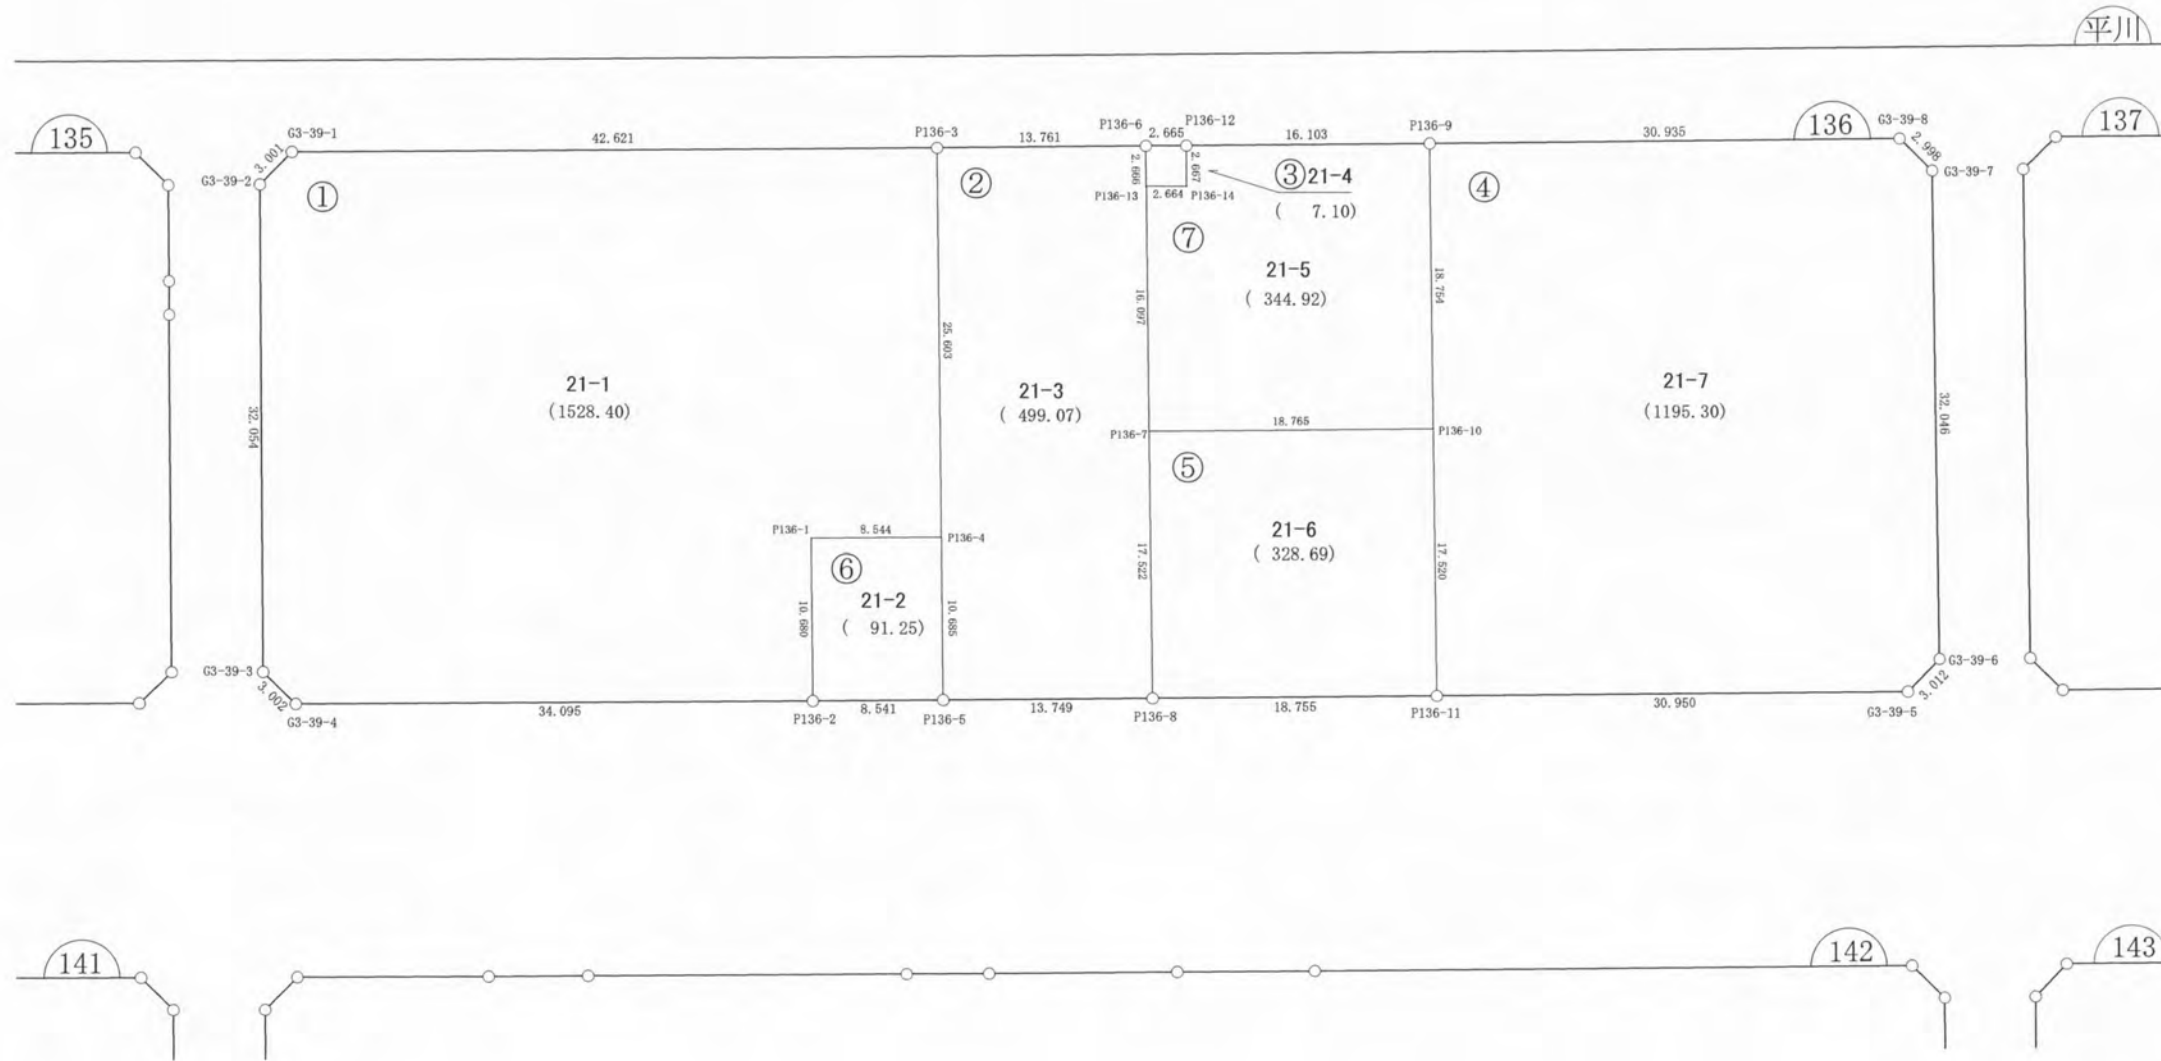 平川
135
G3-39-1
42.621
P136-3
13.761
P136-6
2.665
P136-12
16.103
P136-9
30.935
136
G3-39-8
137
3.001
2.998
G3-39-2
①
②
2.666
2.667
③21-4
( 7.10)
④
G3-39-7
P136-13
2.664
P136-14
⑦
21-5
( 344.92)
16.097
18.754
25.603
21-1
(1528.40)
21-3
( 499.07)
21-7
(1195.30)
32.054
32.046
P136-7
18.765
P136-10
⑤
P136-1
8.544
P136-4
21-6
( 328.69)
17.522
17.520
⑥
21-2
( 91.25)
10.680
10.685
G3-39-3
3.002
G3-39-4
34.095
P136-2
8.541
P136-5
13.749
P136-8
18.755
P136-11
30.950
G3-39-5
3.012
G3-39-6
141
142
143